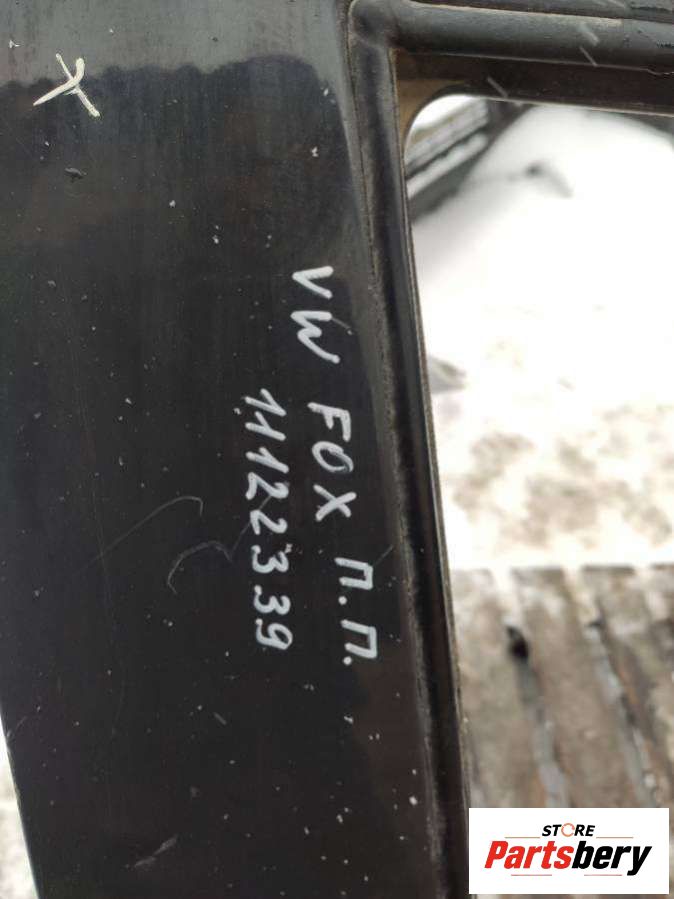 X
VW FOX П.П.
11122339
STORE
Partsbery